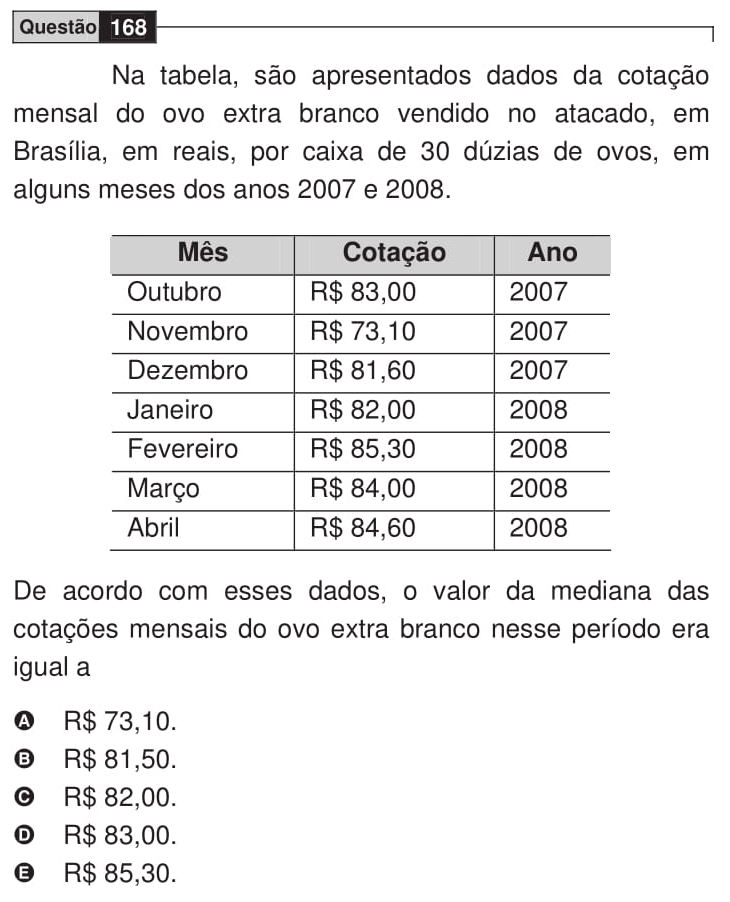 Questão 168
Na tabela, são apresentados dados da cotação
mensal do ovo extra branco vendido no atacado, em
Brasília, em reais, por caixa de 30 dúzias de ovos, em
alguns meses dos anos 2007 e 2008.
Mês Cotação Ano
Outubro R$ 83,00 2007
Novembro R$ 73,10 2007
Dezembro R$ 81,60 2007
Janeiro R$ 82,00 2008
Fevereiro R$ 85,30 2008
Março R$ 84,00 2008
Abril R$ 84,60 2008
De acordo com esses dados, o valor da mediana das
cotações mensais do ovo extra branco nesse período era
igual a
A R$ 73,10.
B R$ 81,50.
C R$ 82,00.
D R$ 83,00.
E R$ 85,30.